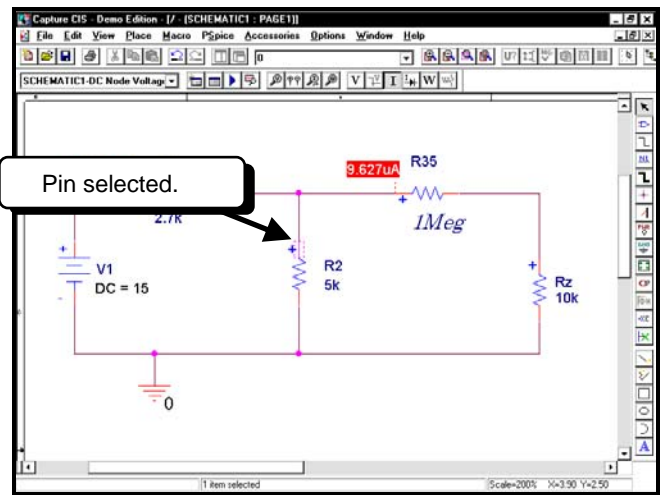 Capture CIS - Demo Edition - [/ - (SCHEMATIC1 : PAGE1)]
File Edit View Place Macro PSpice Accessories Options Window Help
0
U?
SCHEMATIC1-DC Node Voltag
V I W
9.627uA
R35
1Meg
Pin selected.
2.7k
V1
DC = 15
R2
5k
Rz
10k
0
1 item selected
Scale=200% X=3.90 Y=2.50